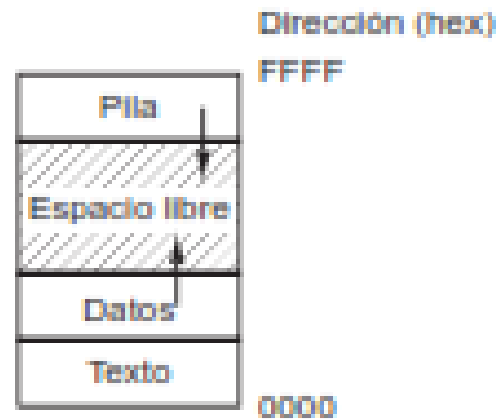 Dirección (hex)
FFFF
Pila
Espacio libre
Datos
Texto
0000